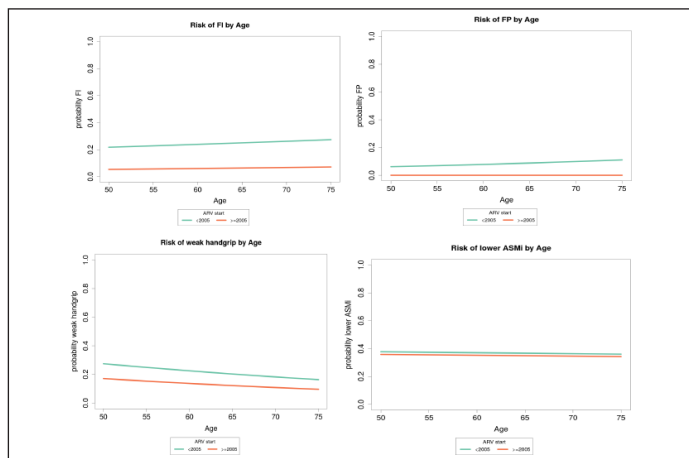 Risk of FI by Age
probability FI
0.0 0.2 0.4 0.6 0.8 1.0
50 55 60 65 70 75
Age
ARV start
<2005 >=2005
Risk of FP by Age
probability FP
0.0 0.2 0.4 0.6 0.8 1.0
50 55 60 65 70 75
Age
ARV start
<2005 >=2005
Risk of weak handgrip by Age
probability weak handgrip
0.0 0.2 0.4 0.6 0.8 1.0
50 55 60 65 70 75
Age
ARV start
<2005 >=2005
Risk of lower ASMi by Age
probability lower ASMi
0.0 0.2 0.4 0.6 0.8 1.0
50 55 60 65 70 75
Age
ARV start
<2005 >=2005